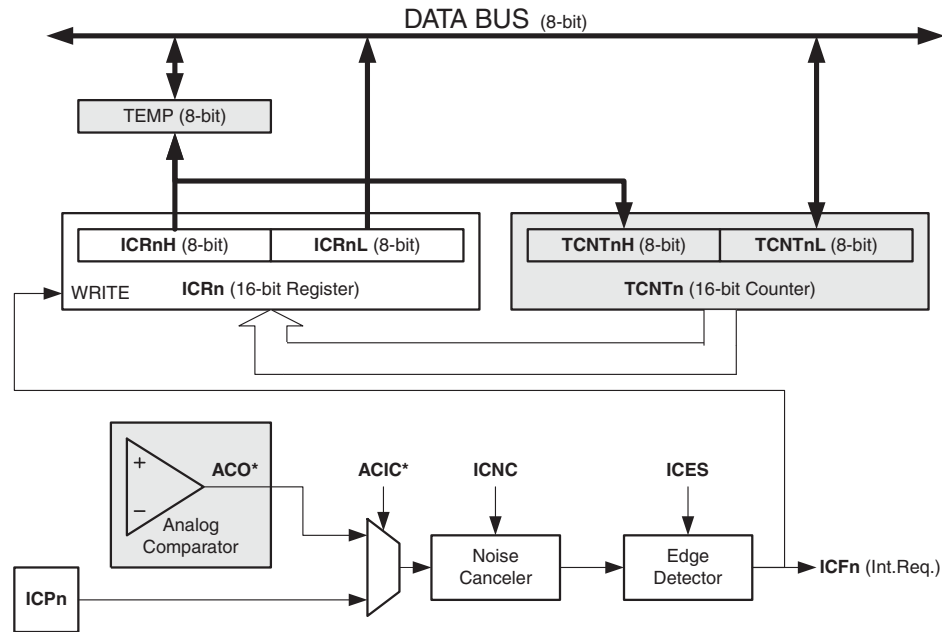 DATA BUS (8-bit)
TEMP (8-bit)
ICRnH (8-bit)
ICRnL (8-bit)
TCNTnH (8-bit)
TCNTnL (8-bit)
WRITE
ICRn (16-bit Register)
TCNTn (16-bit Counter)
+
−
ACO*
Analog
Comparator
ACIC*
ICNC
ICES
Noise
Canceler
Edge
Detector
ICFn (Int.Req.)
ICPn